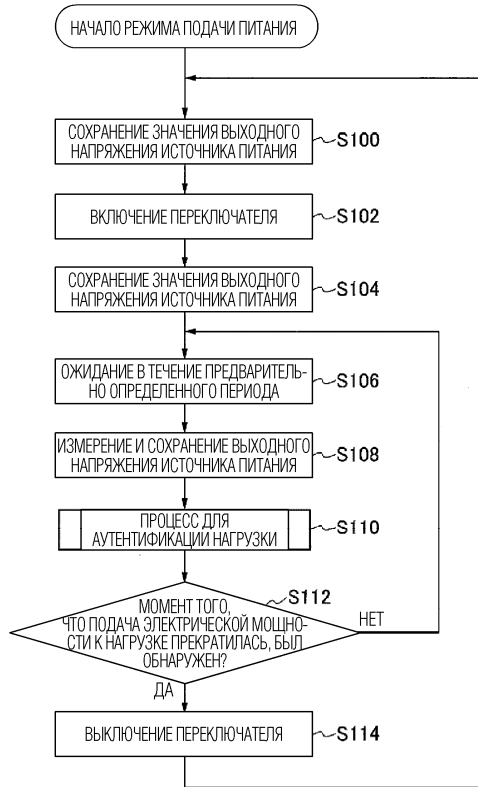 НАЧАЛО РЕЖИМА ПОДАЧИ ПИТАНИЯ
СОХРАНЕНИЕ ЗНАЧЕНИЯ ВЫХОДНОГО
НАПРЯЖЕНИЯ ИСТОЧНИКА ПИТАНИЯ
S100
ВКЛЮЧЕНИЕ ПЕРЕКЛЮЧАТЕЛЯ
S102
СОХРАНЕНИЕ ЗНАЧЕНИЯ ВЫХОДНОГО
НАПРЯЖЕНИЯ ИСТОЧНИКА ПИТАНИЯ
S104
ОЖИДАНИЕ В ТЕЧЕНИЕ ПРЕДВАРИТЕЛЬ-
НО ОПРЕДЕЛЕННОГО ПЕРИОДА
S106
ИЗМЕРЕНИЕ И СОХРАНЕНИЕ ВЫХОДНОГО
НАПРЯЖЕНИЯ ИСТОЧНИКА ПИТАНИЯ
S108
ПРОЦЕСС ДЛЯ
АУТЕНТИФИКАЦИИ НАГРУЗКИ
S110
S112
МОМЕНТ ТОГО,
ЧТО ПОДАЧА ЭЛЕКТРИЧЕСКОЙ МОЩНО-
СТИ К НАГРУЗКЕ ПРЕКРАТИЛАСЬ, БЫЛ
ОБНАРУЖЕН?
НЕТ
ДА
ВЫКЛЮЧЕНИЕ ПЕРЕКЛЮЧАТЕЛЯ
S114